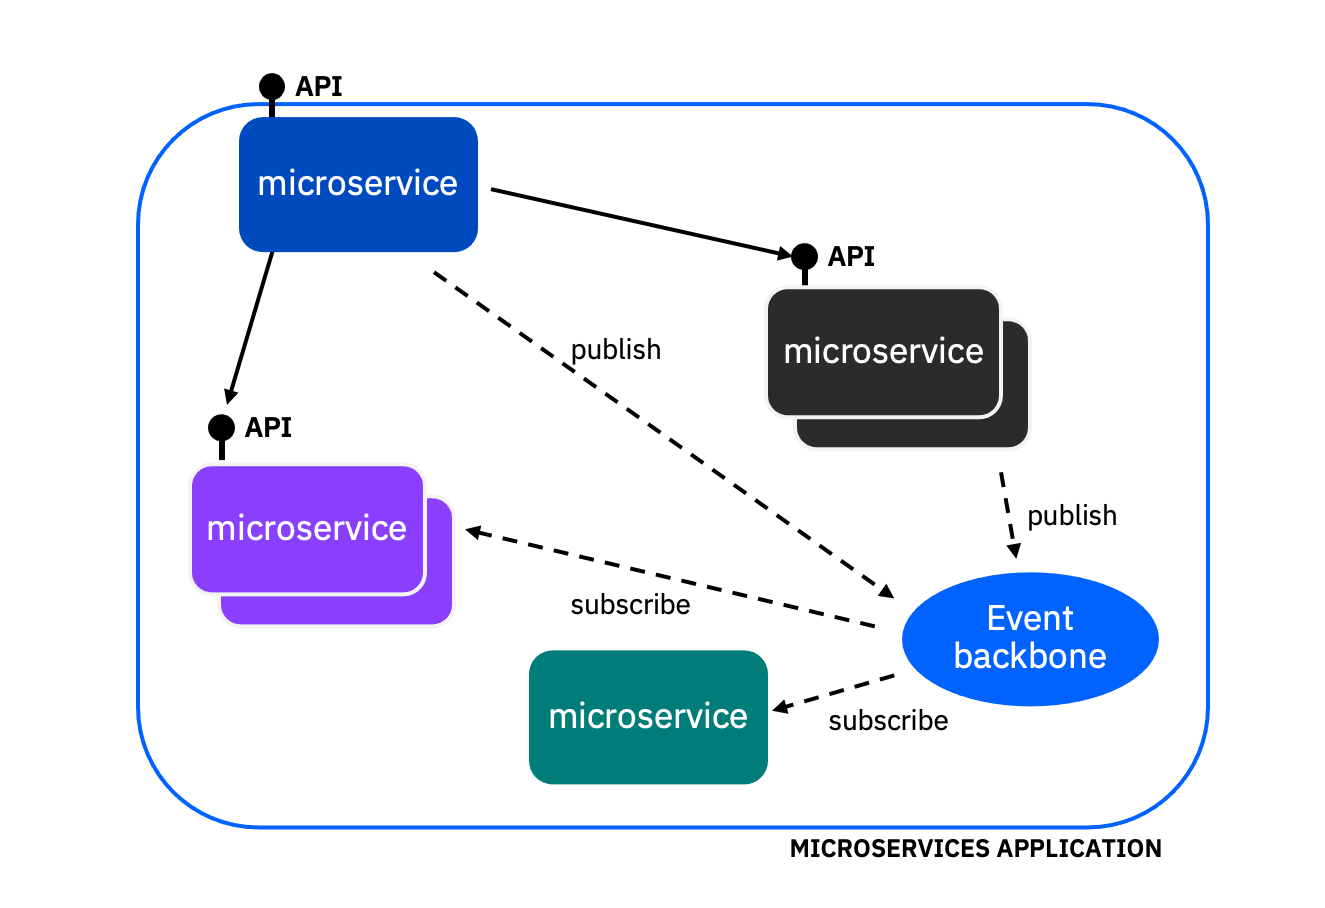 API
microservice
API
microservice
publish
API
microservice
publish
subscribe
Event
backbone
microservice
subscribe
MICROSERVICES APPLICATION